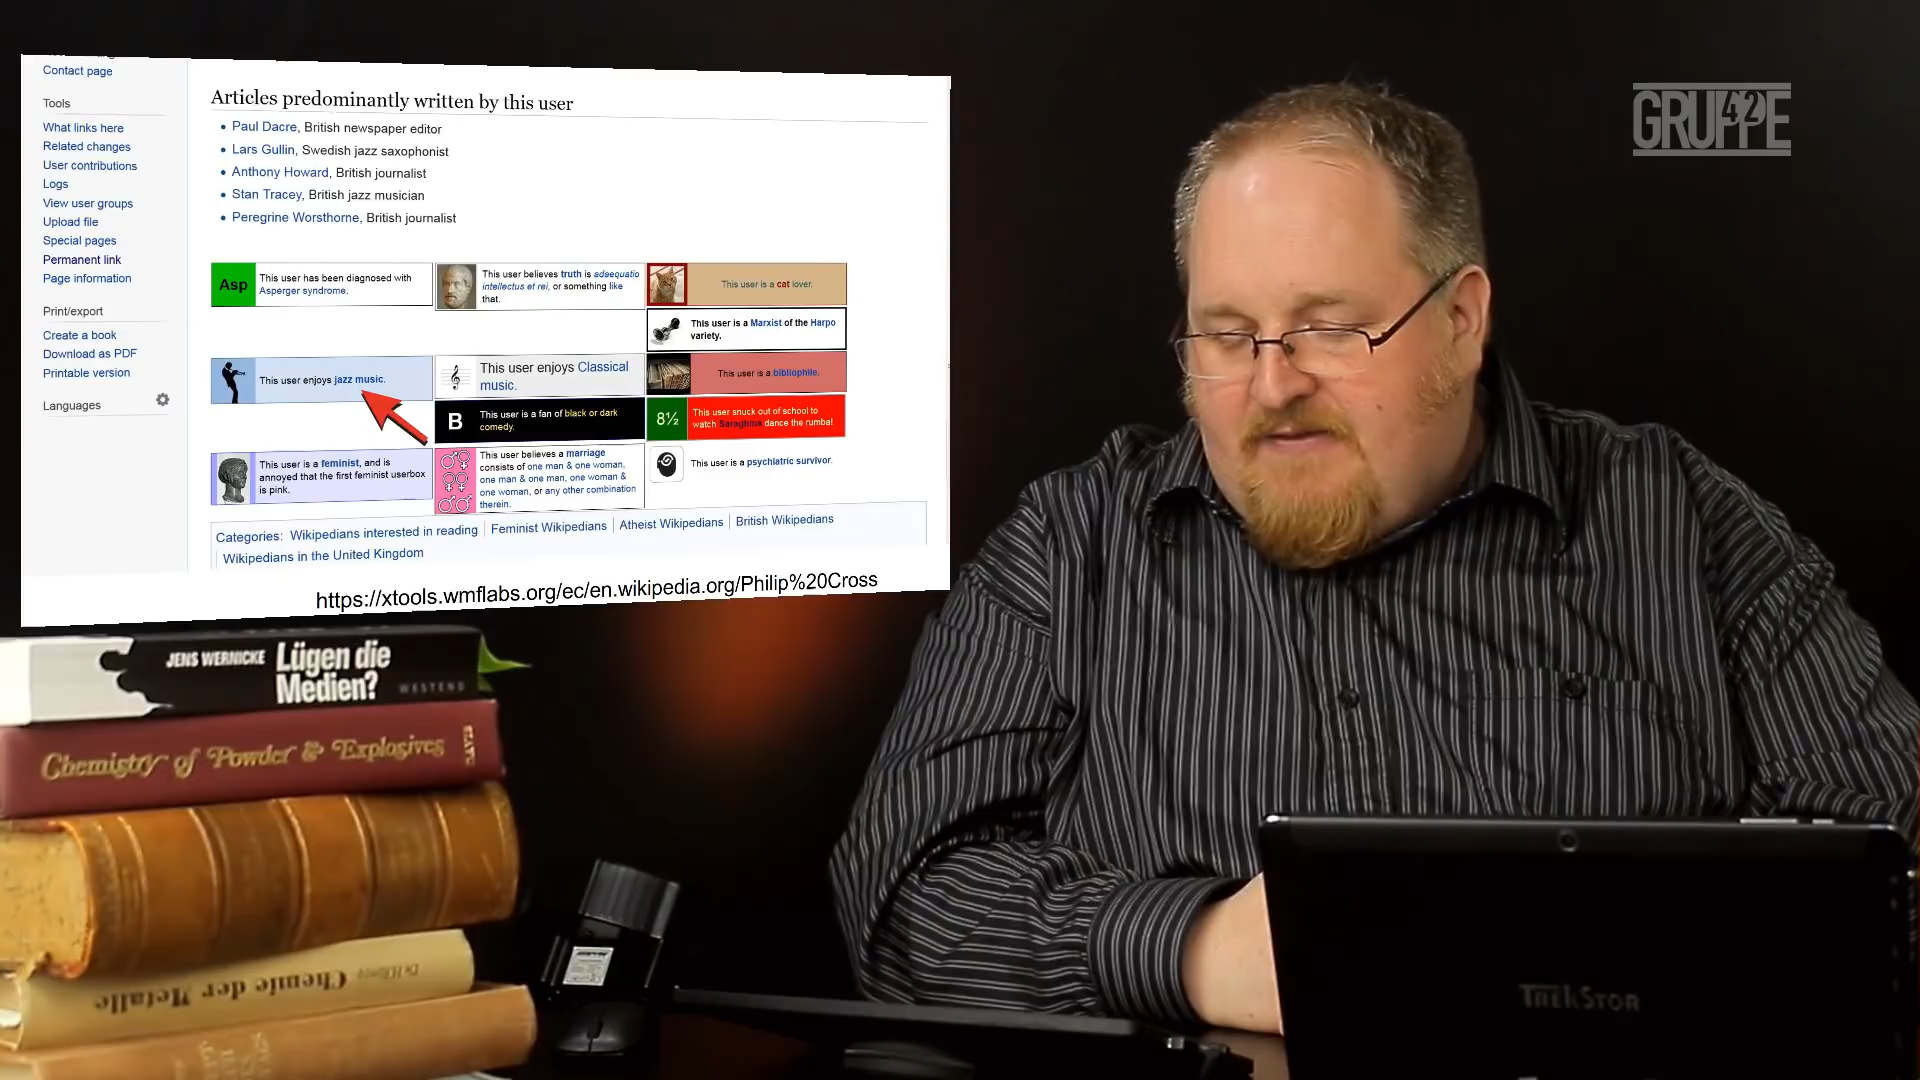 Contact page
Tools
What links here
Related changes
User contributions
Logs
View user groups
Upload file
Special pages
Permanent link
Page information
Print/export
Create a book
Download as PDF
Printable version
Languages
Articles predominantly written by this user
Paul Dacre, British newspaper editor
Lars Gullin, Swedish jazz saxophonist
Anthony Howard, British journalist
Stan Tracey, British jazz musician
Peregrine Worsthorne, British journalist
Asp
This user has been diagnosed with
Asperger syndrome.
This user believes truth is adaequatio
intellectus et rei, or something like
that.
This user is a cat lover.
This user is a Marxist of the Harpo
variety.
This user enjoys jazz music.
This user enjoys Classical
music.
This user is a bibliophile.
B
This user is a fan of black or dark
comedy.
8½
This user snuck out of school to
watch Saraghina dance the rumba!
This user is a feminist, and is
annoyed that the first feminist userbox
is pink.
This user believes a marriage
consists of one man & one woman,
one man & one man, one woman &
one woman, or any other combination
therein.
This user is a psychiatric survivor.
Categories: Wikipedians interested in reading | Feminist Wikipedians | Atheist Wikipedians | British Wikipedians
| Wikipedians in the United Kingdom
https://xtools.wmflabs.org/ec/en.wikipedia.org/Philip%20Cross
GRUPPE
42
JENS WERNICKE
Lügen die
Medien?
WESTEND
Chemistry of Powder & Explosives
Chemie der Metalle
TREKSTOR